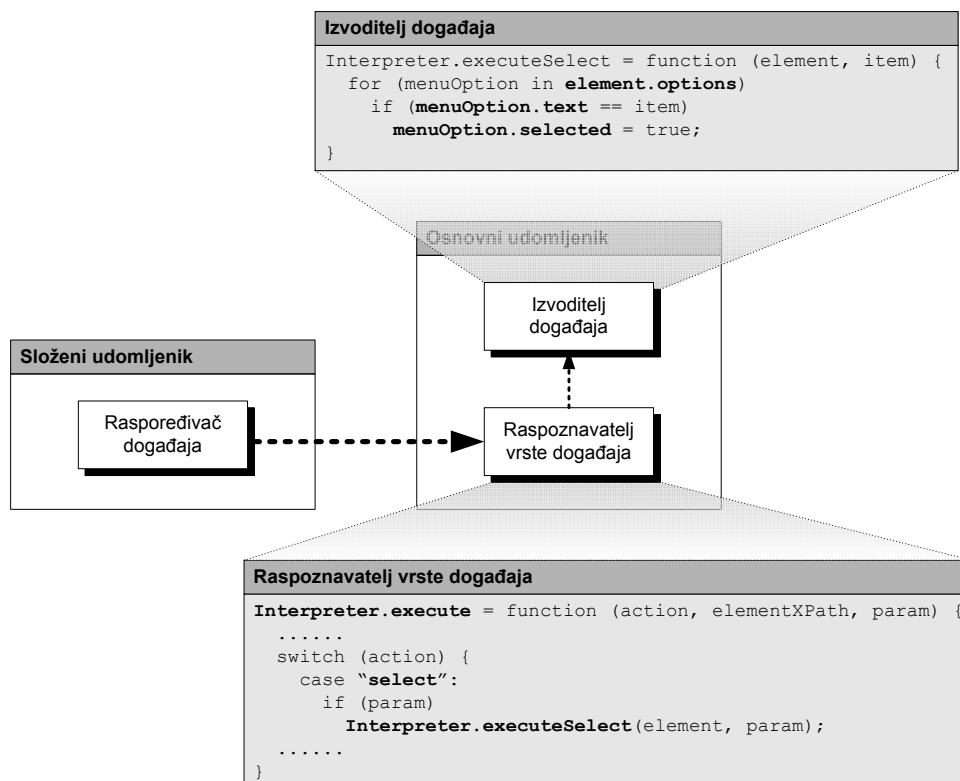 Izvoditelj događaja
Interpreter.executeSelect = function (element, item) {
for (menuOption in element.options)
if (menuOption.text == item)
menuOption.selected = true;
}
Osnovni udomljenik
Izvoditelj
događaja
Složeni udomljenik
Raspoređivač
događaja
Raspoznavatelj
vrste događaja
Raspoznavatelj vrste događaja
Interpreter.execute = function (action, elementXPath, param) {
......
switch (action) {
case “select”:
if (param)
Interpreter.executeSelect(element, param);
......
}